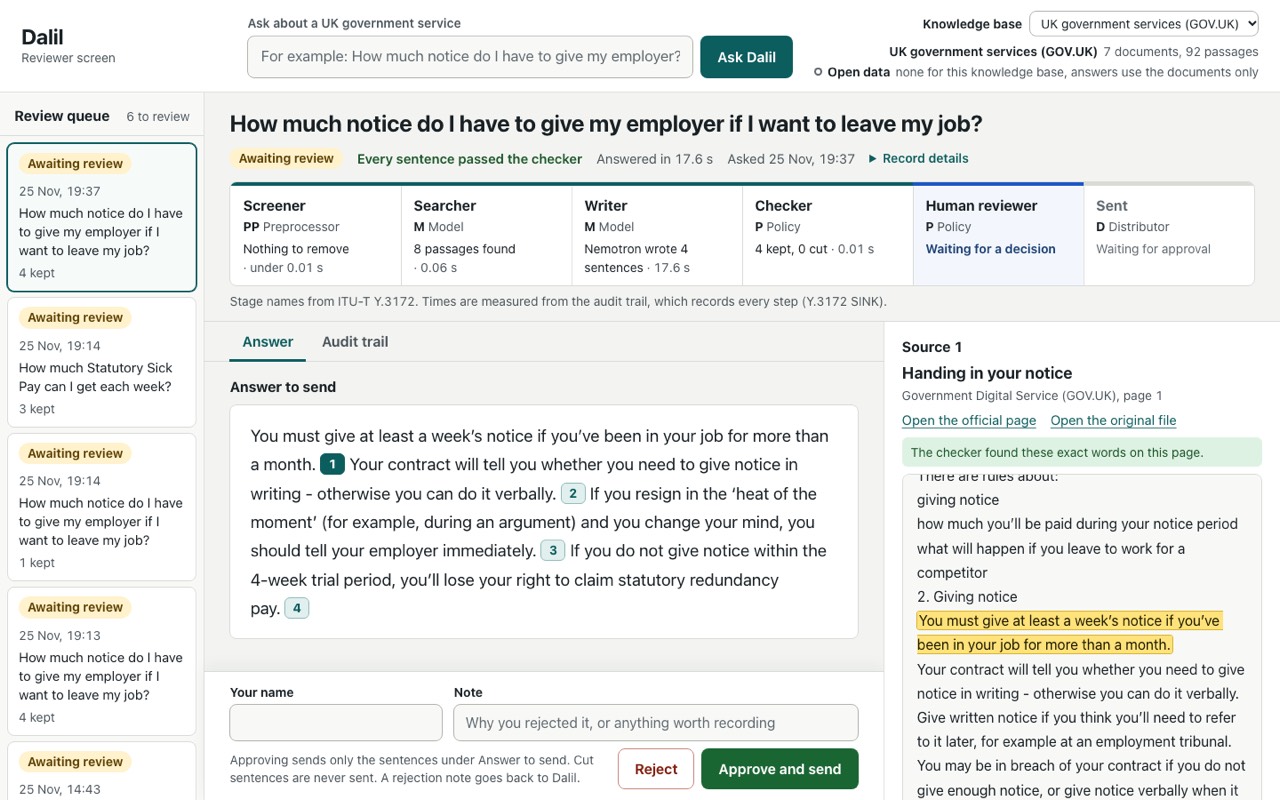 Dalil
Reviewer screen
Ask about a UK government service
For example: How much notice do I have to give my employer?
Ask Dalil
Knowledge base
UK government services (GOV.UK)
UK government services (GOV.UK) 7 documents, 92 passages
Open data none for this knowledge base, answers use the documents only
Review queue
6 to review
Awaiting review
25 Nov, 19:37
How much notice do I have
to give my employer if I
want to leave my job?
4 kept
Awaiting review
25 Nov, 19:14
How much Statutory Sick
Pay can I get each week?
3 kept
Awaiting review
25 Nov, 19:14
How much notice do I have
to give my employer if I
want to leave my job?
1 kept
Awaiting review
25 Nov, 19:13
How much notice do I have
to give my employer if I
want to leave my job?
4 kept
Awaiting review
25 Nov, 14:43
How much notice do I have to give my employer if I want to leave my job?
Awaiting review Every sentence passed the checker Answered in 17.6 s Asked 25 Nov, 19:37 ▶ Record details
Screener
PP Preprocessor
Nothing to remove
· under 0.01 s
Searcher
M Model
8 passages found
· 0.06 s
Writer
M Model
Nemotron wrote 4
sentences · 17.6 s
Checker
P Policy
4 kept, 0 cut · 0.01 s
Human reviewer
P Policy
Waiting for a decision
Sent
D Distributor
Waiting for approval
Stage names from ITU-T Y.3172. Times are measured from the audit trail, which records every step (Y.3172 SINK).
Answer
Audit trail
Answer to send
You must give at least a week’s notice if you’ve been in your job for more than
a month. 1 Your contract will tell you whether you need to give notice in
writing - otherwise you can do it verbally. 2 If you resign in the ‘heat of the
moment’ (for example, during an argument) and you change your mind, you
should tell your employer immediately. 3 If you do not give notice within the
4-week trial period, you’ll lose your right to claim statutory redundancy
pay. 4
Your name
Note
Why you rejected it, or anything worth recording
Approving sends only the sentences under Answer to send. Cut
sentences are never sent. A rejection note goes back to Dalil.
Reject
Approve and send
Source 1
Handing in your notice
Government Digital Service (GOV.UK), page 1
Open the official page Open the original file
The checker found these exact words on this page.
There are rules about:
giving notice
how much you’ll be paid during your notice period
what will happen if you leave to work for a
competitor
2. Giving notice
You must give at least a week’s notice if you’ve
been in your job for more than a month.
Your contract will tell you whether you need to give
notice in writing - otherwise you can do it verbally.
Give written notice if you think you’ll need to refer
to it later, for example at an employment tribunal.
You may be in breach of your contract if you do not
give enough notice, or give notice verbally when it